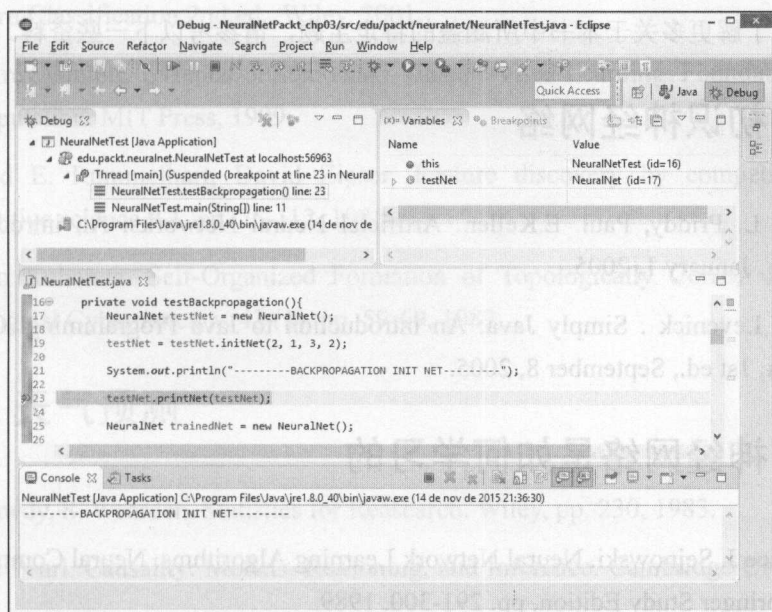 Debug - NeuralNetPackt_chp03/src/edu/packt/neuralnet/NeuralNetTest.java - Eclipse
File Edit Source Refactor Navigate Search Project Run Window Help
Quick Access Java Debug
Debug
NeuralNetTest [Java Application]
edu.packt.neuralnet.NeuralNetTest at localhost:56963
Thread [main] (Suspended (breakpoint at line 23 in Neurall
NeuralNetTest.testBackpropagation() line: 23
NeuralNetTest.main(String[]) line: 11
C:\Program Files\Java\jre1.8.0_40\bin\javaw.exe (14 de nov de
(x)= Variables Breakpoints
Name Value
this NeuralNetTest (id=16)
testNet NeuralNet (id=17)
NeuralNetTest.java
16 private void testBackpropagation(){
17 NeuralNet testNet = new NeuralNet();
18
19 testNet = testNet.initNet(2, 1, 3, 2);
20
21 System.out.println("---------BACKPROPAGATION INIT NET---------");
22
23 testNet.printNet(testNet);
24
25 NeuralNet trainedNet = new NeuralNet();
26
Console Tasks
NeuralNetTest [Java Application] C:\Program Files\Java\jre1.8.0_40\bin\javaw.exe (14 de nov de 2015 21:36:30)
---------BACKPROPAGATION INIT NET---------